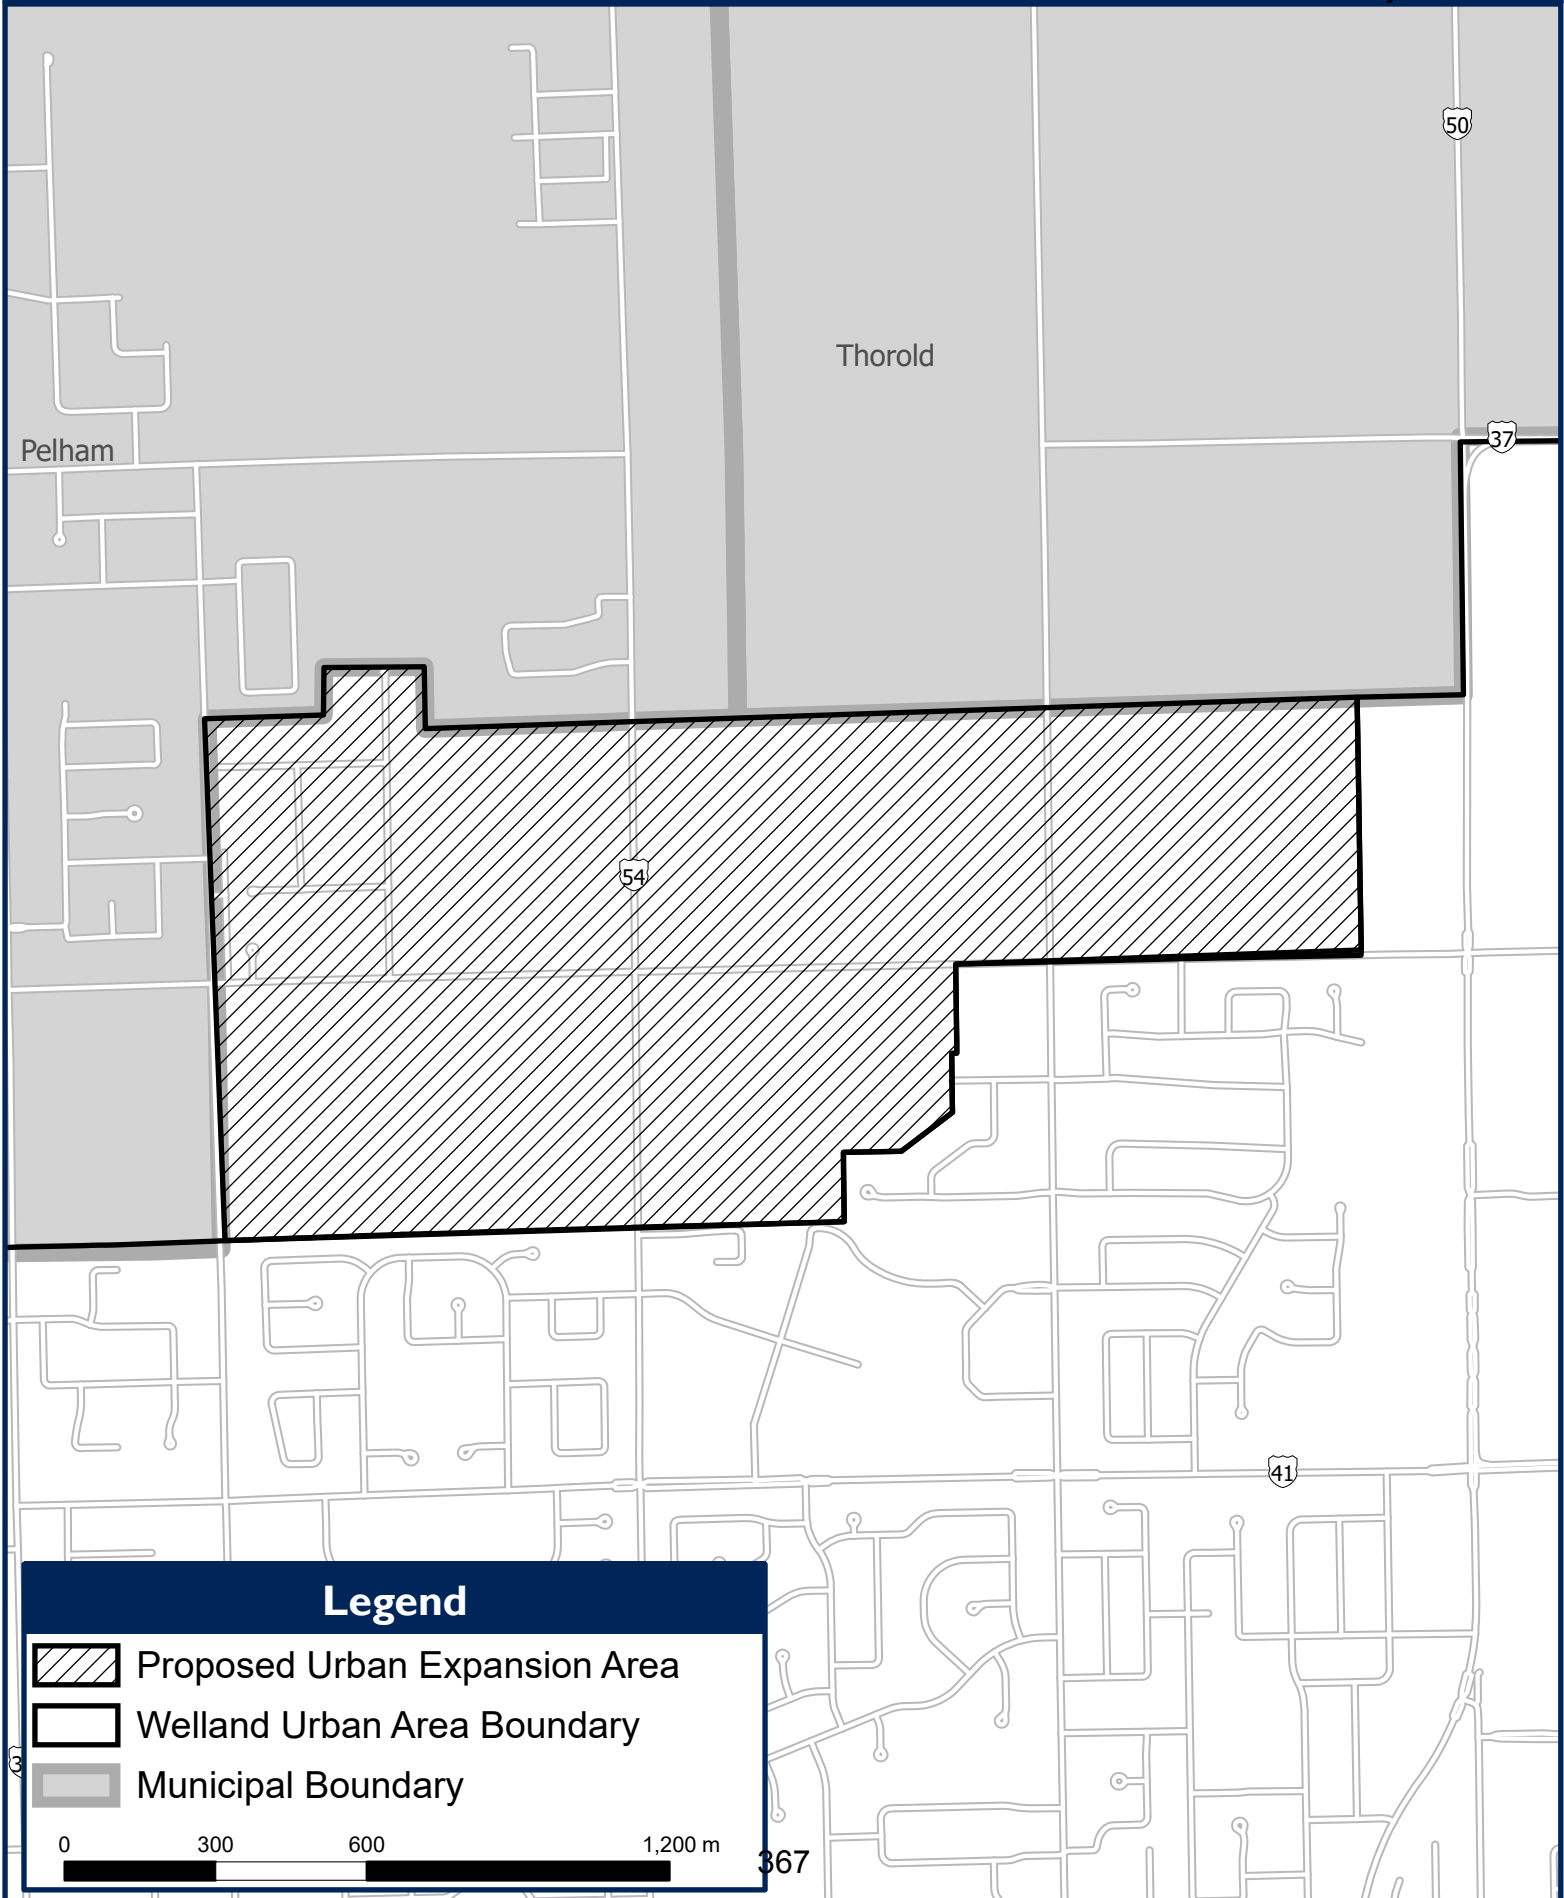 50
Thorold
37
Pelham
54
41
Legend
Proposed Urban Expansion Area
Welland Urban Area Boundary
3
Municipal Boundary
0 300 600 1,200 m
367